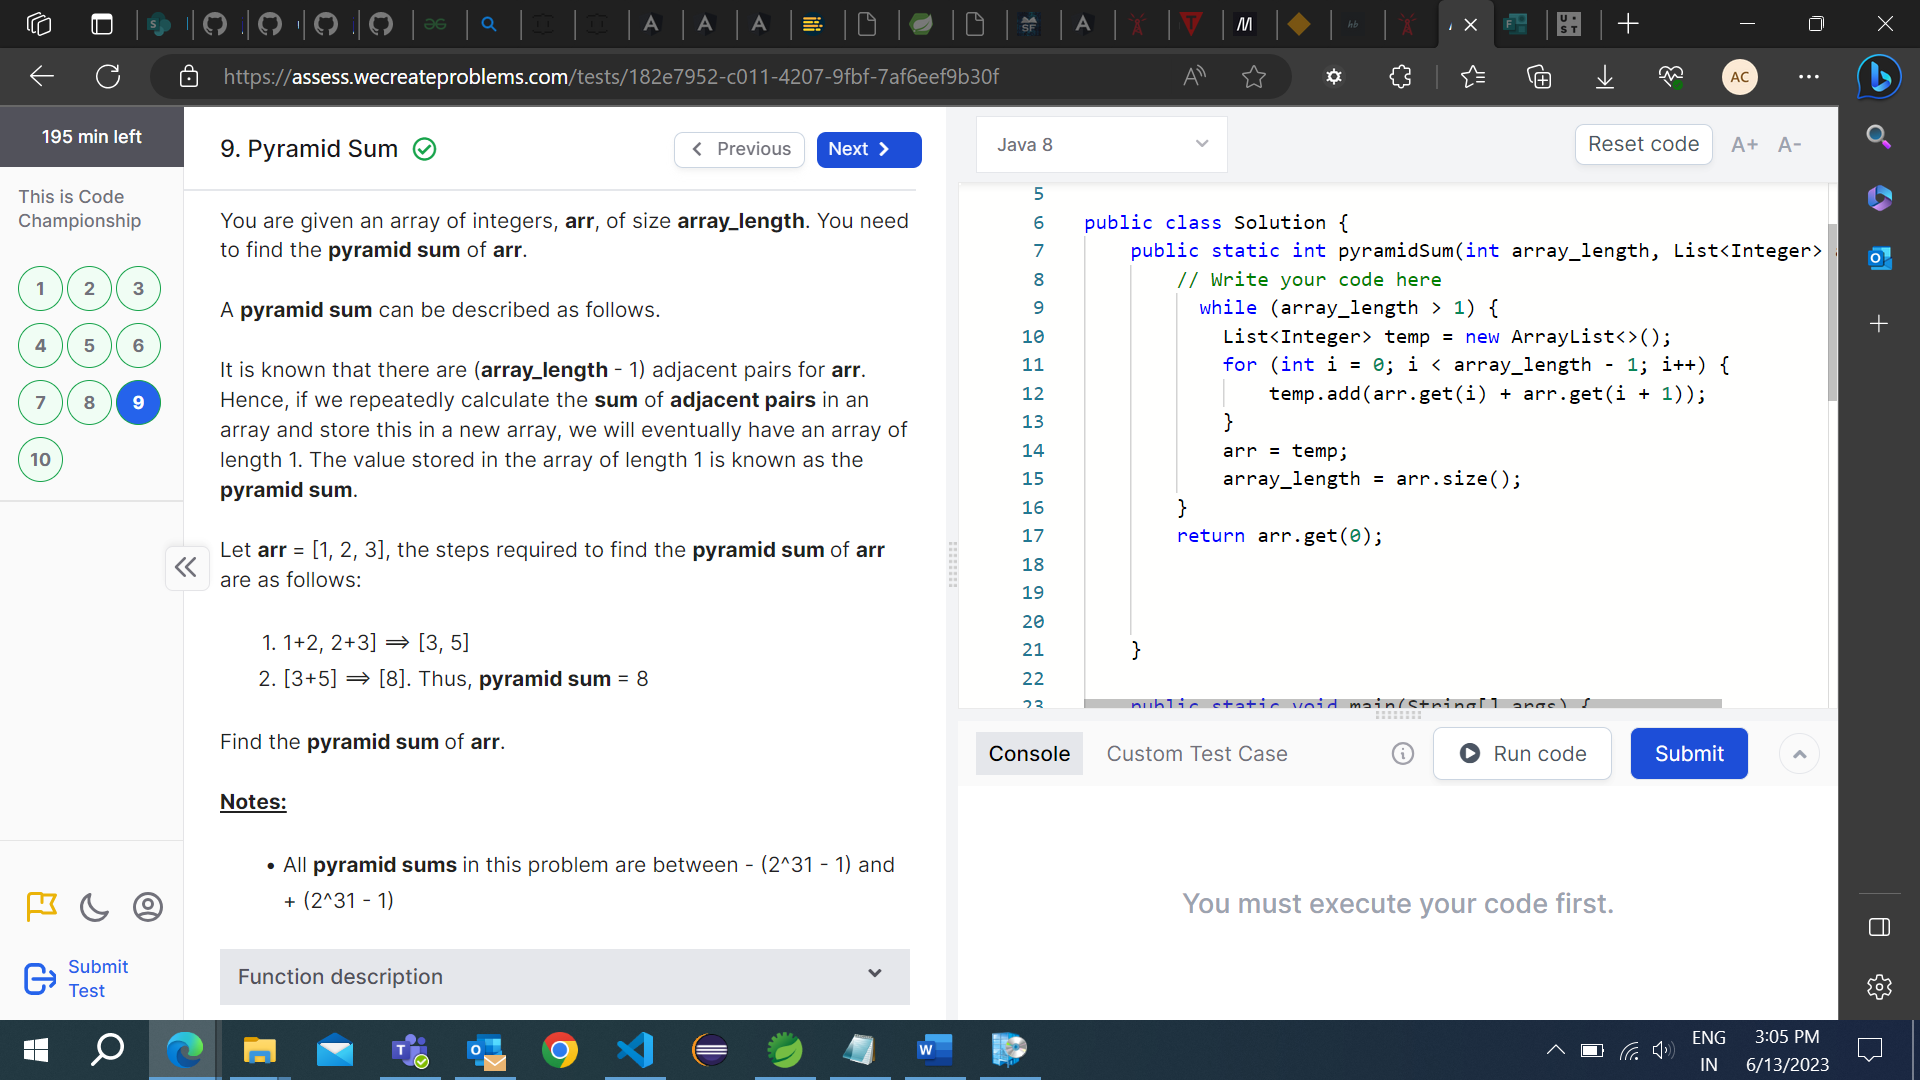 https://assess.wecreateproblems.com/tests/182e7952-c011-4207-9fbf-7af6eef9b30f
AC
195 min left
This is Code
Championship
1 2 3
4 5 6
7 8 9
10
Submit
Test
9. Pyramid Sum
Previous
Next
You are given an array of integers, arr, of size array_length. You need
to find the pyramid sum of arr.
A pyramid sum can be described as follows.
It is known that there are (array_length - 1) adjacent pairs for arr.
Hence, if we repeatedly calculate the sum of adjacent pairs in an
array and store this in a new array, we will eventually have an array of
length 1. The value stored in the array of length 1 is known as the
pyramid sum.
Let arr = [1, 2, 3], the steps required to find the pyramid sum of arr
are as follows:
1. 1+2, 2+3] ⟹ [3, 5]
2. [3+5] ⟹ [8]. Thus, pyramid sum = 8
Find the pyramid sum of arr.
Notes:
• All pyramid sums in this problem are between - (2^31 - 1) and
+ (2^31 - 1)
Function description
Java 8
Reset code
A+ A-
5
6 public class Solution {
7 public static int pyramidSum(int array_length, List<Integer>
8 // Write your code here
9 while (array_length > 1) {
10 List<Integer> temp = new ArrayList<>();
11 for (int i = 0; i < array_length - 1; i++) {
12 temp.add(arr.get(i) + arr.get(i + 1));
13 }
14 arr = temp;
15 array_length = arr.size();
16 }
17 return arr.get(0);
18
19
20
21 }
22
23 public static void main(String[] args) {
Console
Custom Test Case
Run code
Submit
You must execute your code first.
ENG
IN
3:05 PM
6/13/2023